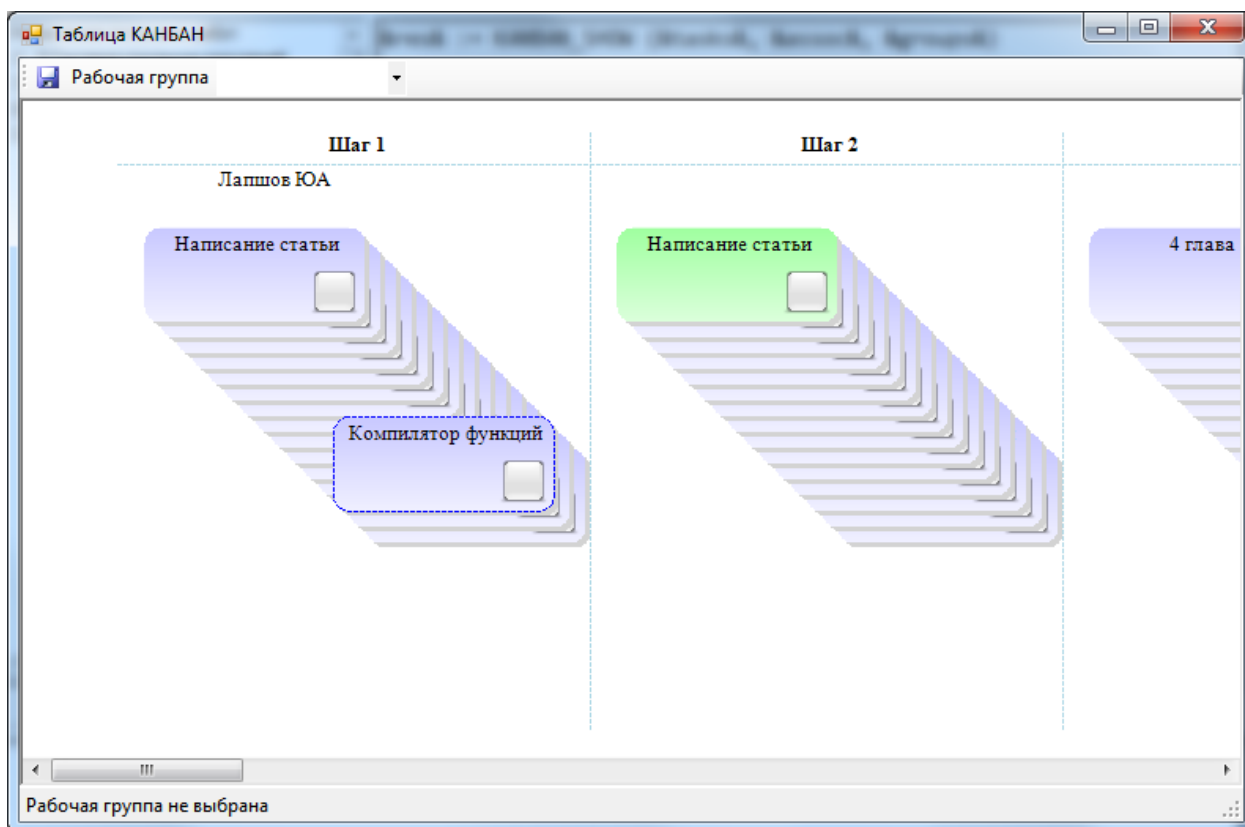 Таблица КАНБАН
Рабочая группа
Шаг 1
Шаг 2
Лапшов ЮА
Написание статьи
Написание статьи
4 глава
Компилятор функций
Рабочая группа не выбрана